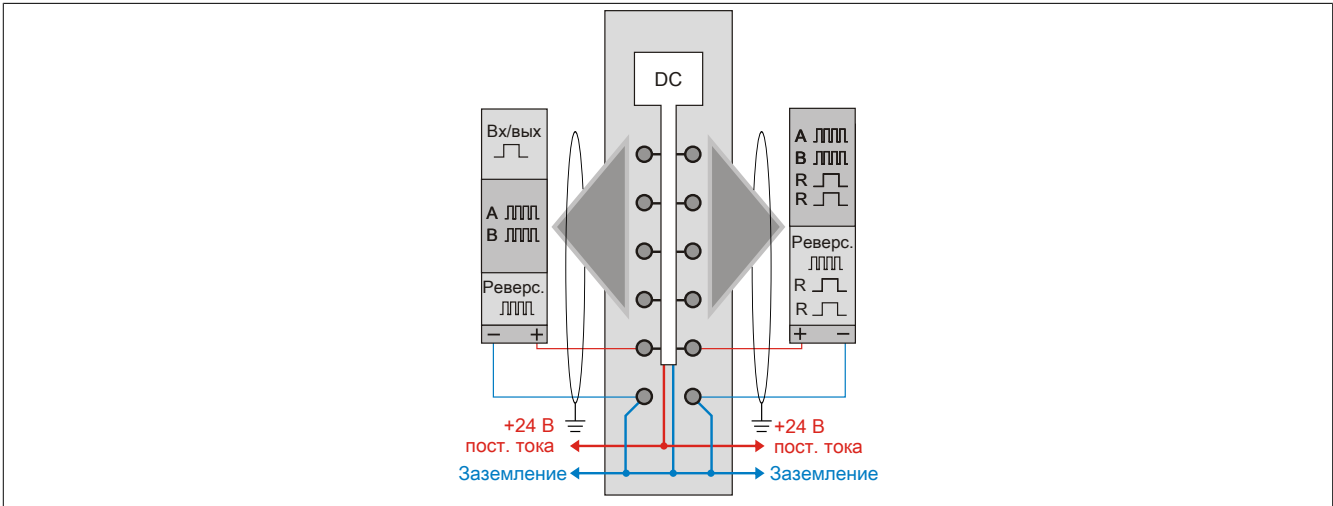 DC
Вх/вых
A
B
Реверс.
− +
A
B
R
R
Реверс.
R
R
+ −
+24 В
пост. тока
Заземление
+24 В
пост. тока
Заземление